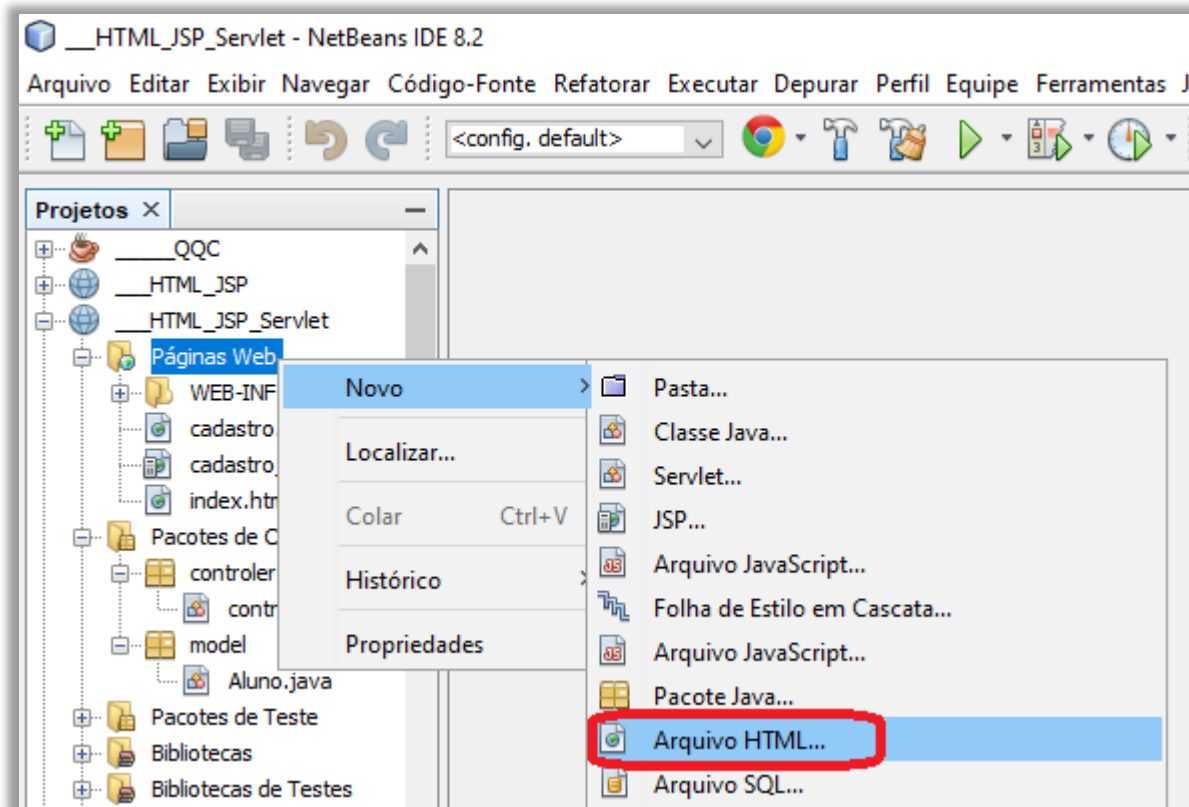 ___HTML_JSP_Servlet - NetBeans IDE 8.2
Arquivo Editar Exibir Navegar Código-Fonte Refatorar Executar Depurar Perfil Equipe Ferramentas J
<config. default>
Projetos
_____QQC
___HTML_JSP
___HTML_JSP_Servlet
Páginas Web
WEB-INF
cadastro.
cadastro_
index.htm
Pacotes de C
controler
contr
model
Aluno.java
Pacotes de Teste
Bibliotecas
Bibliotecas de Testes
Novo
Localizar...
Colar Ctrl+V
Histórico
Propriedades
Pasta...
Classe Java...
Servlet...
JSP...
Arquivo JavaScript...
Folha de Estilo em Cascata...
Arquivo JavaScript...
Pacote Java...
Arquivo HTML...
Arquivo SQL...